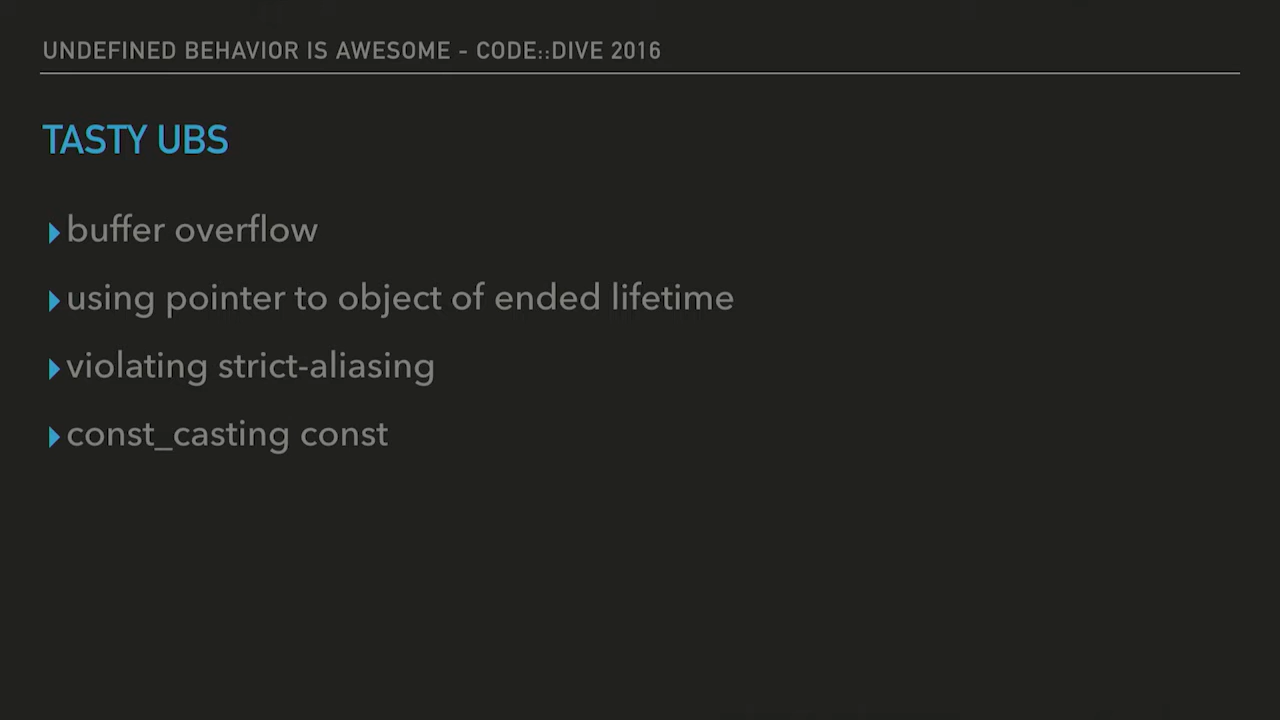 UNDEFINED BEHAVIOR IS AWESOME - CODE::DIVE 2016
TASTY UBS
buffer overflow
using pointer to object of ended lifetime
violating strict-aliasing
const_casting const